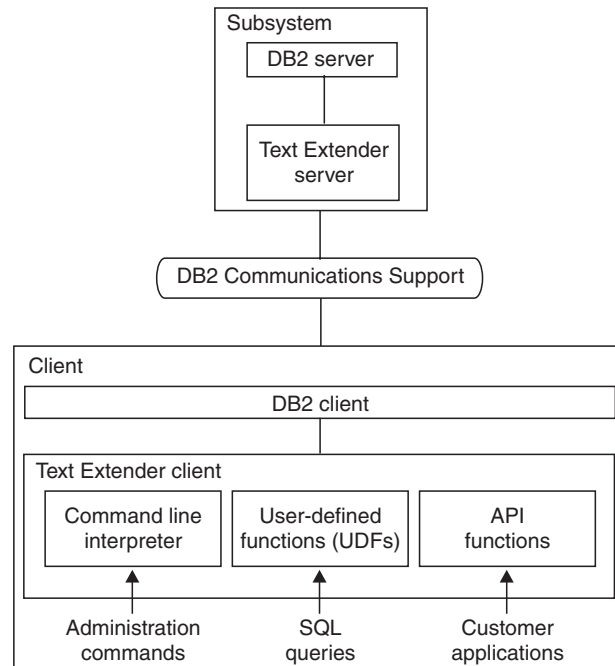 Subsystem
DB2 server
Text Extender
server
DB2 Communications Support
Client
DB2 client
Text Extender client
Command line
interpreter
User-defined
functions (UDFs)
API
functions
Administration
commands
SQL
queries
Customer
applications